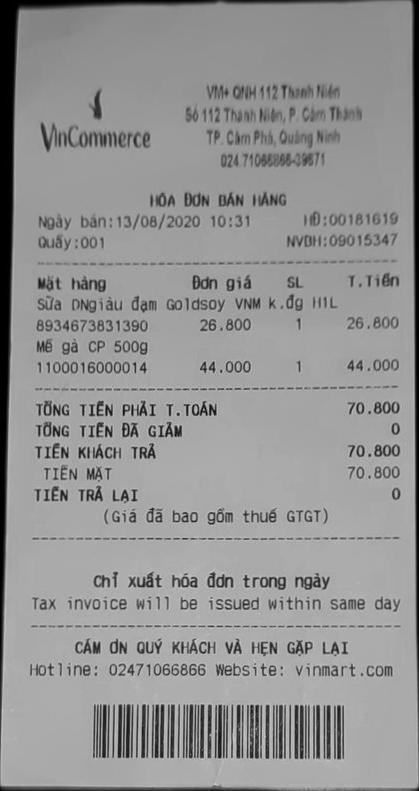 VinCommerce
VM+ QNH 112 Thanh Niên
Số 112 Thanh Niên, P. Cẩm Thành
TP. Cẩm Phả, Quảng Ninh
024.71066866-39671
HÓA ĐƠN BÁN HÀNG
Ngày bán:13/08/2020 10:31 HĐ:00181619
Quầy:001 NVBH:09015347
Mặt hàng Đơn giá SL T.Tiền
Sữa DNgiàu đạm Goldsoy VNM k.đg H1L
8934673831390 26.800 1 26.800
Mề gà CP 500g
1100016000014 44.000 1 44.000
TỔNG TIỀN PHẢI T.TOÁN 70.800
TỔNG TIỀN ĐÃ GIẢM 0
TIỀN KHÁCH TRẢ 70.800
TIỀN MẶT 70.800
TIỀN TRẢ LẠI 0
(Giá đã bao gồm thuế GTGT)
Chỉ xuất hóa đơn trong ngày
Tax invoice will be issued within same day
CẢM ƠN QUÝ KHÁCH VÀ HẸN GẶP LẠI
Hotline: 02471066866 Website: vinmart.com